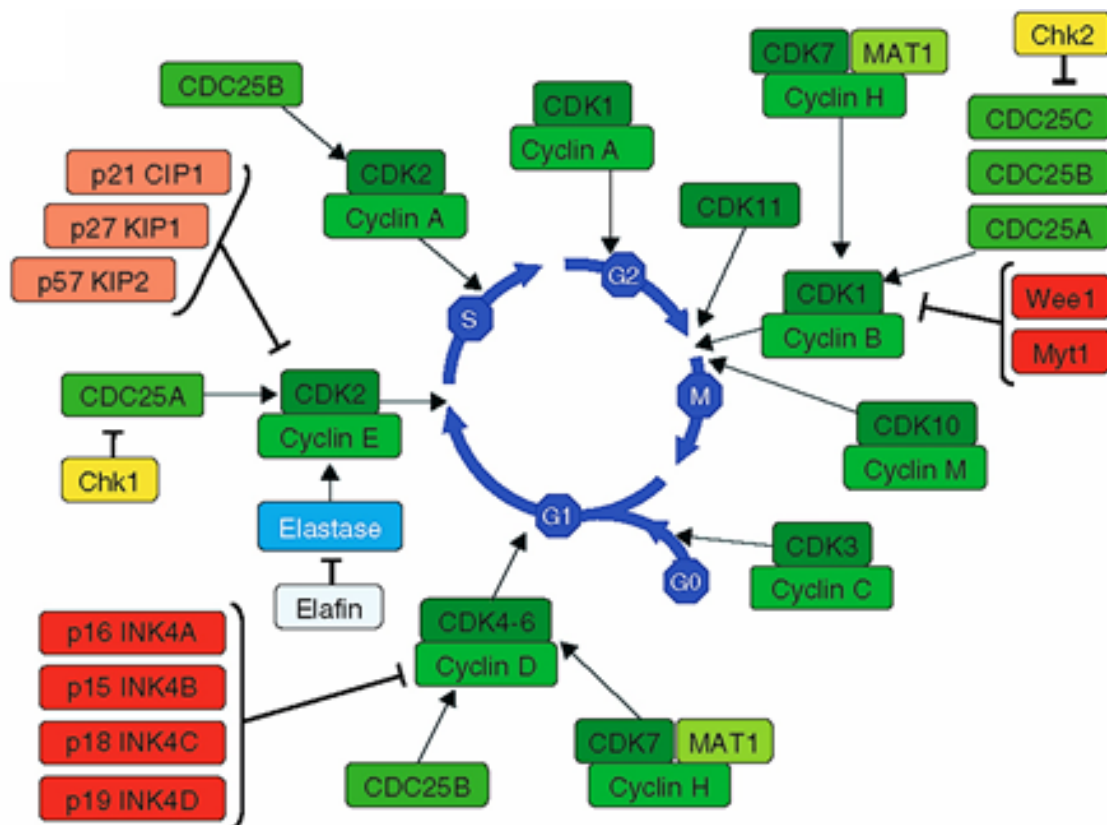 CDK7 MAT1
Cyclin H
Chk2
CDC25B
CDK1
Cyclin A
CDC25C
CDC25B
CDC25A
p21 CIP1
p27 KIP1
p57 KIP2
CDK2
Cyclin A
CDK11
G2
S
CDK1
Cyclin B
Wee1
Myt1
CDC25A
CDK2
Cyclin E
M
CDK10
Cyclin M
Chk1
Elastase
Elafin
G1
G0
CDK3
Cyclin C
p16 INK4A
p15 INK4B
p18 INK4C
p19 INK4D
CDK4-6
Cyclin D
CDC25B
CDK7 MAT1
Cyclin H